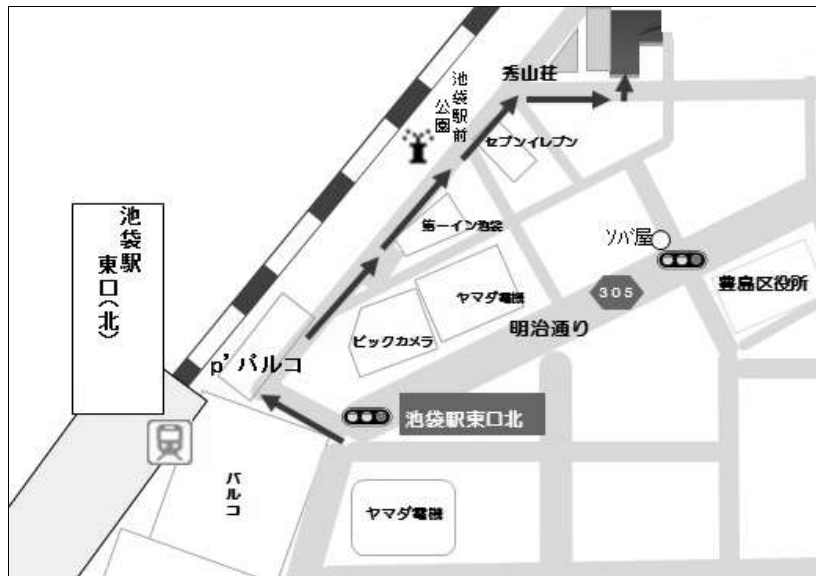 秀山荘
池袋駅前
公園
セブンイレブン
池袋駅
東口(北)
第一イン池袋
ソバ屋
ヤマダ電機
305
豊島区役所
明治通り
ビックカメラ
p'パルコ
池袋駅東口北
パルコ
ヤマダ電機